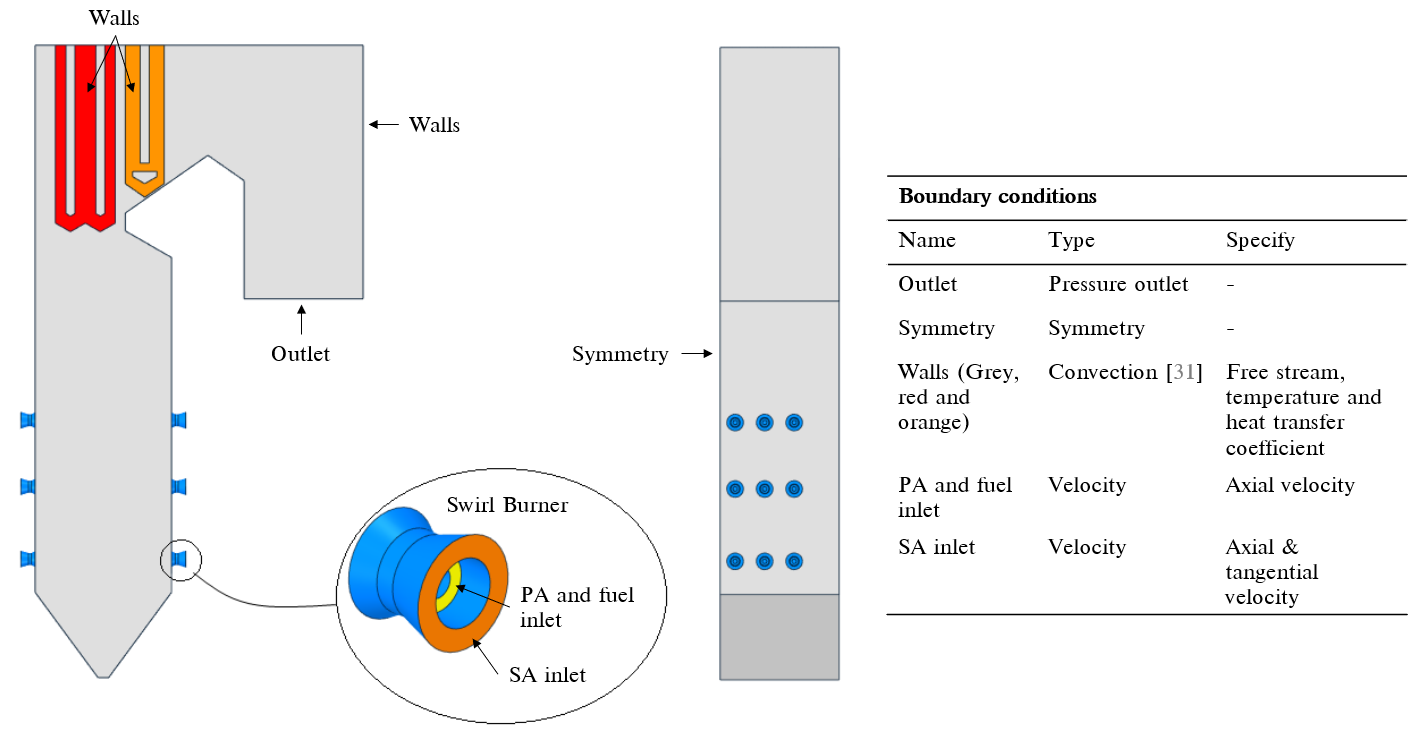 Walls
Walls
Outlet
Swirl Burner
PA and fuel
inlet
SA inlet
Symmetry
Boundary conditions
Name Type Specify
Outlet Pressure outlet -
Symmetry Symmetry -
Walls (Grey, Convection [31] Free stream,
red and temperature and
orange) heat transfer
coefficient
PA and fuel Velocity Axial velocity
inlet
SA inlet Velocity Axial &
tangential
velocity